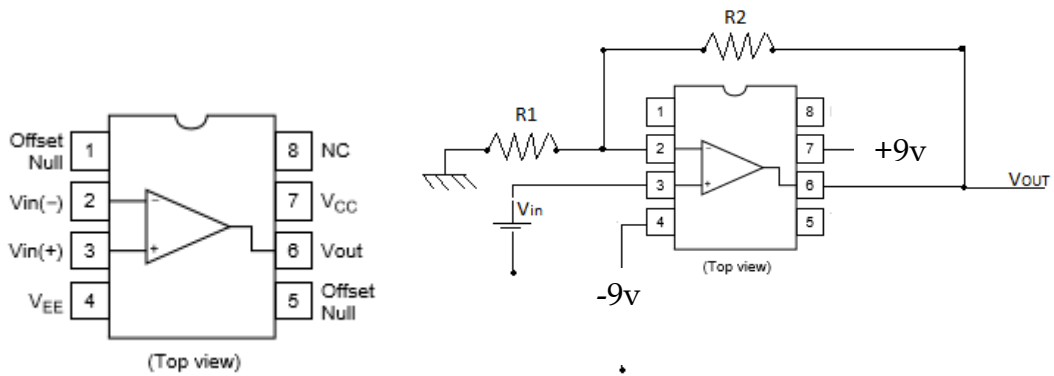 Offset
Null
1
8
NC
Vin(−)
2
7
VCC
Vin(+)
3
6
Vout
VEE
4
5
Offset
Null
(Top view)
R2
R1
1
8
2
7
+9v
3
6
VOUT
Vin
4
5
(Top view)
-9v